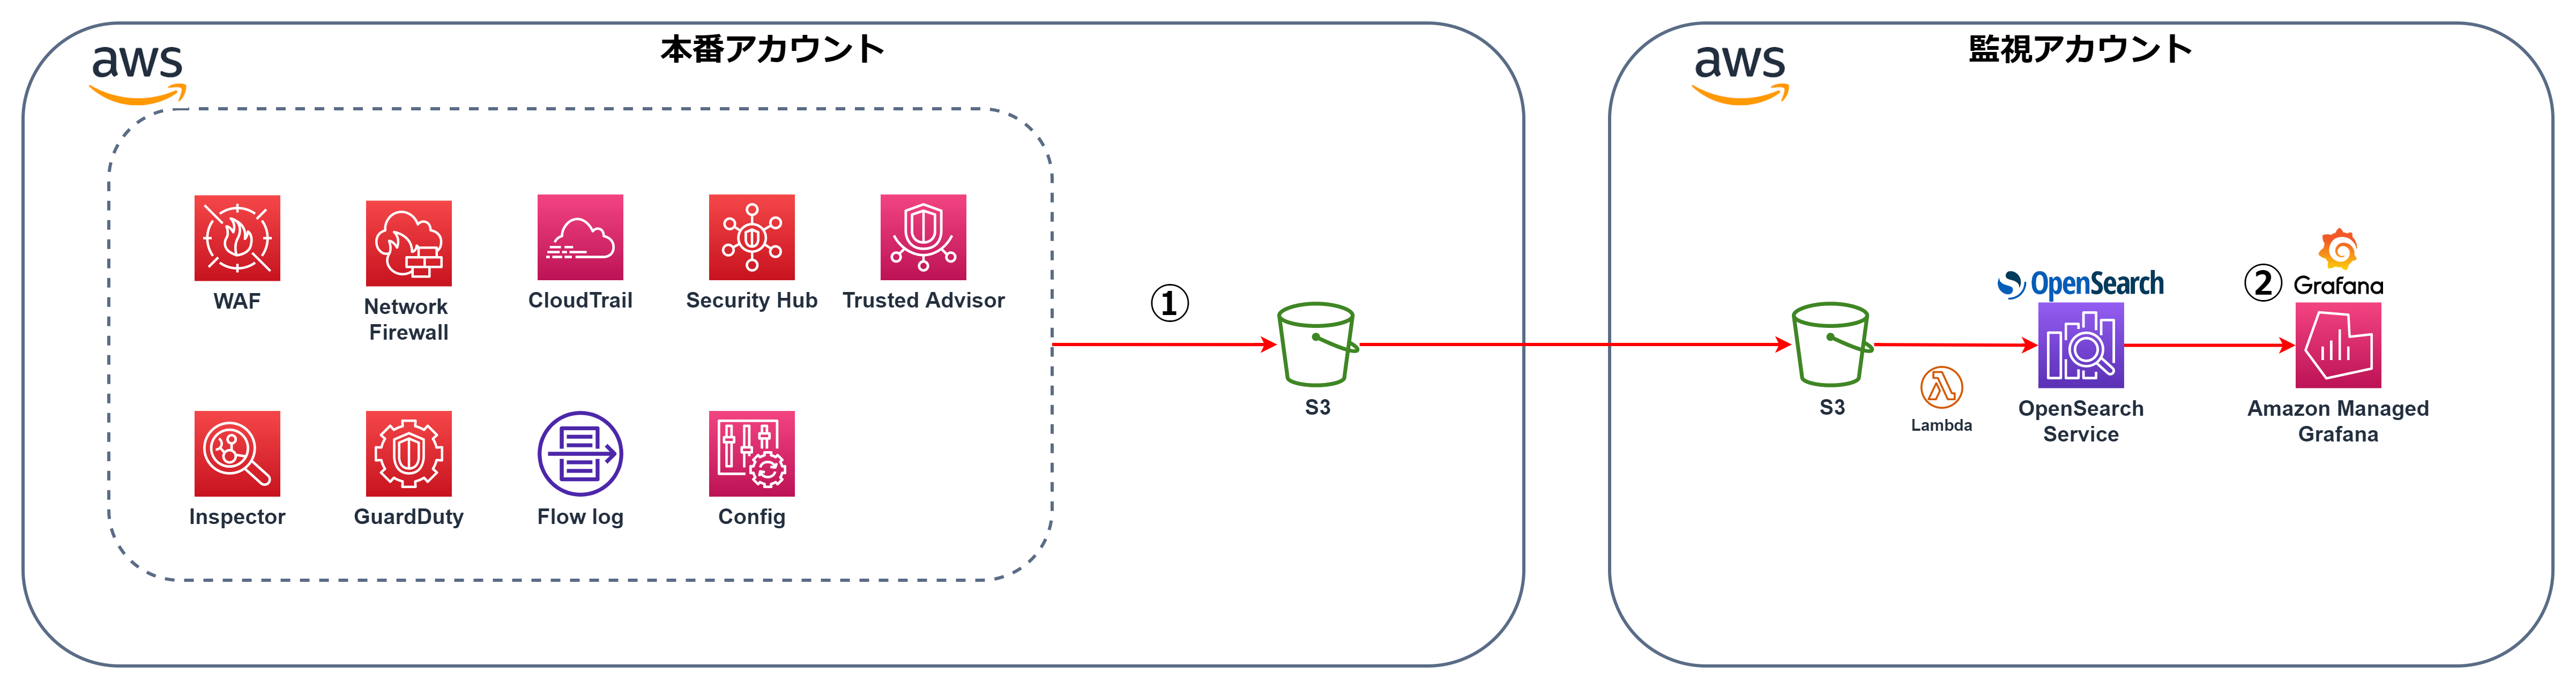 本番アカウント
監視アカウント
aws
aws
WAF
Network
Firewall
CloudTrail
Security Hub
Trusted Advisor
Inspector
GuardDuty
Flow log
Config
①
S3
S3
Lambda
OpenSearch
OpenSearch
Service
②
Grafana
Amazon Managed
Grafana